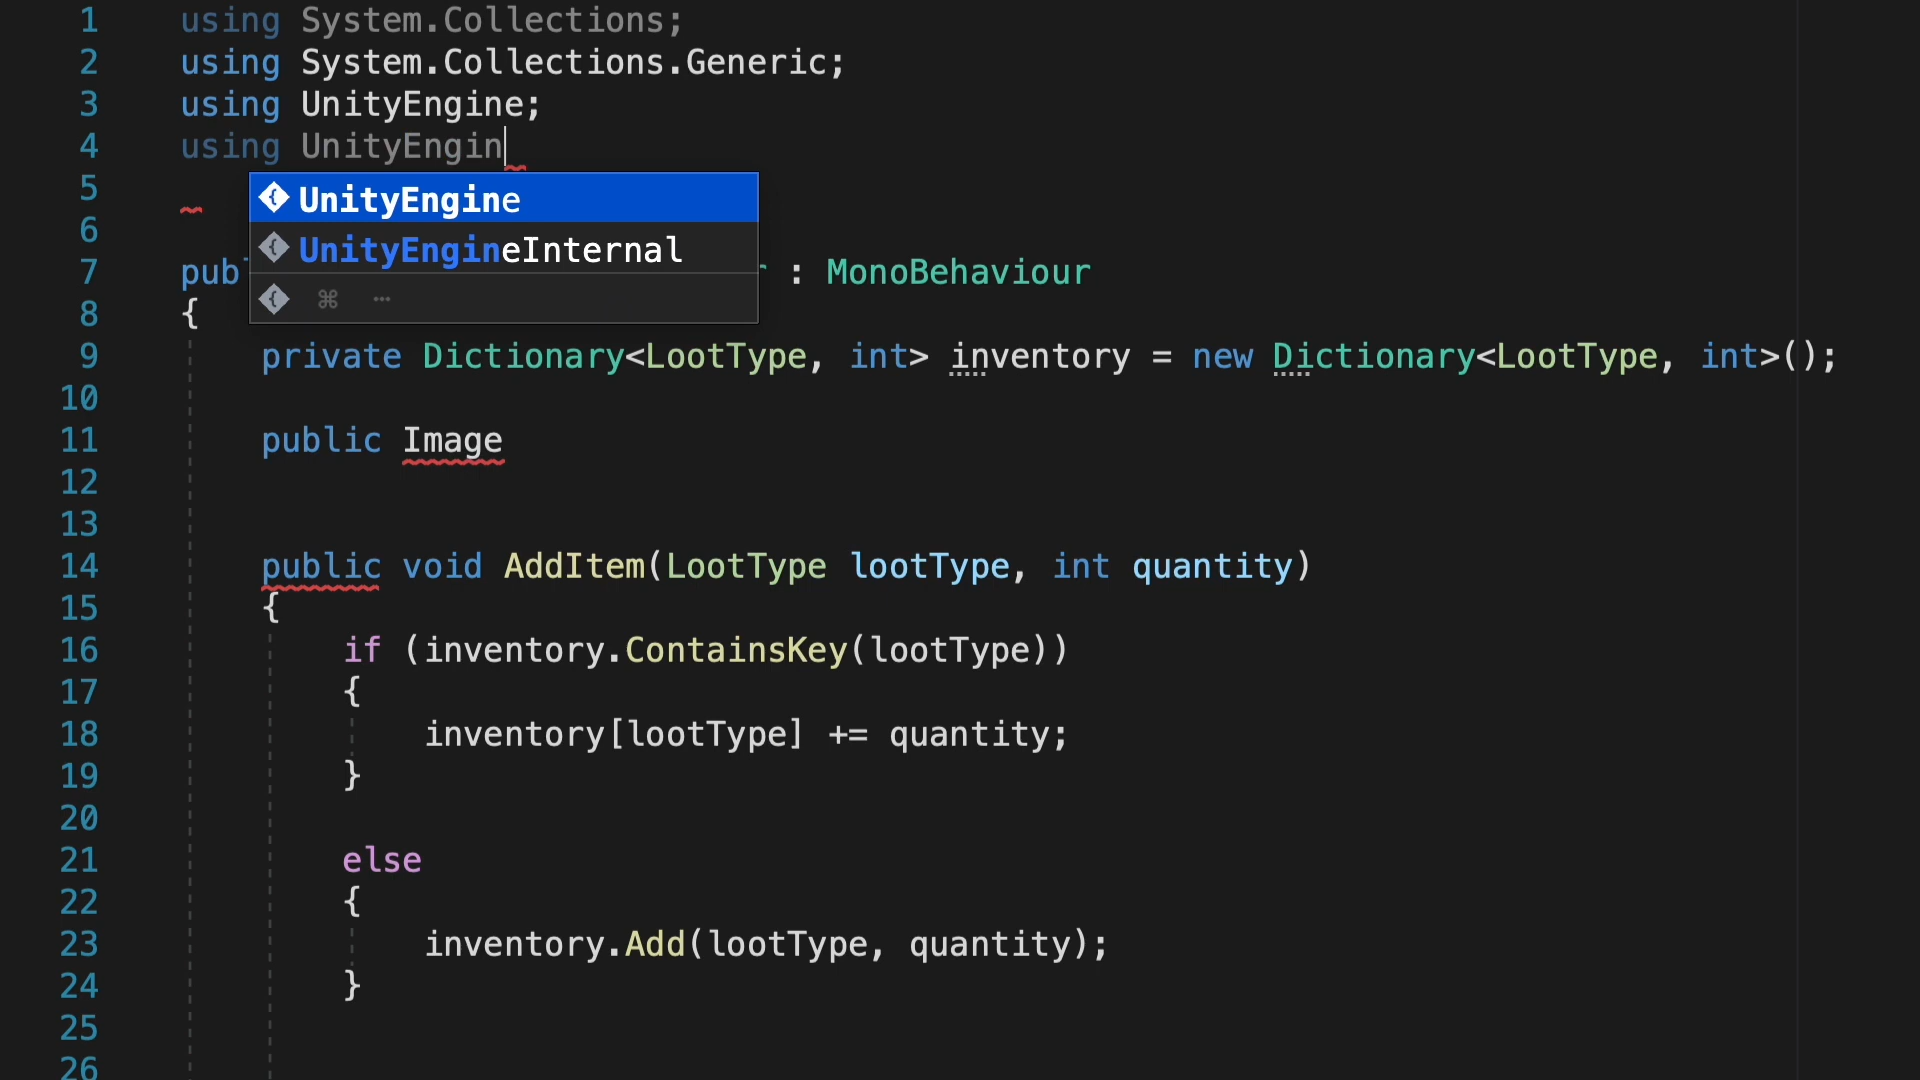 1 using System.Collections;
2 using System.Collections.Generic;
3 using UnityEngine;
4 using UnityEngin
UnityEngine
5
UnityEngineInternal
6
7 pub : MonoBehaviour
⌘ ···
8 {
9 private Dictionary<LootType, int> inventory = new Dictionary<LootType, int>();
10
11 public Image
12
13
14 public void AddItem(LootType lootType, int quantity)
15 {
16 if (inventory.ContainsKey(lootType))
17 {
18 inventory[lootType] += quantity;
19 }
20
21 else
22 {
23 inventory.Add(lootType, quantity);
24 }
25
26